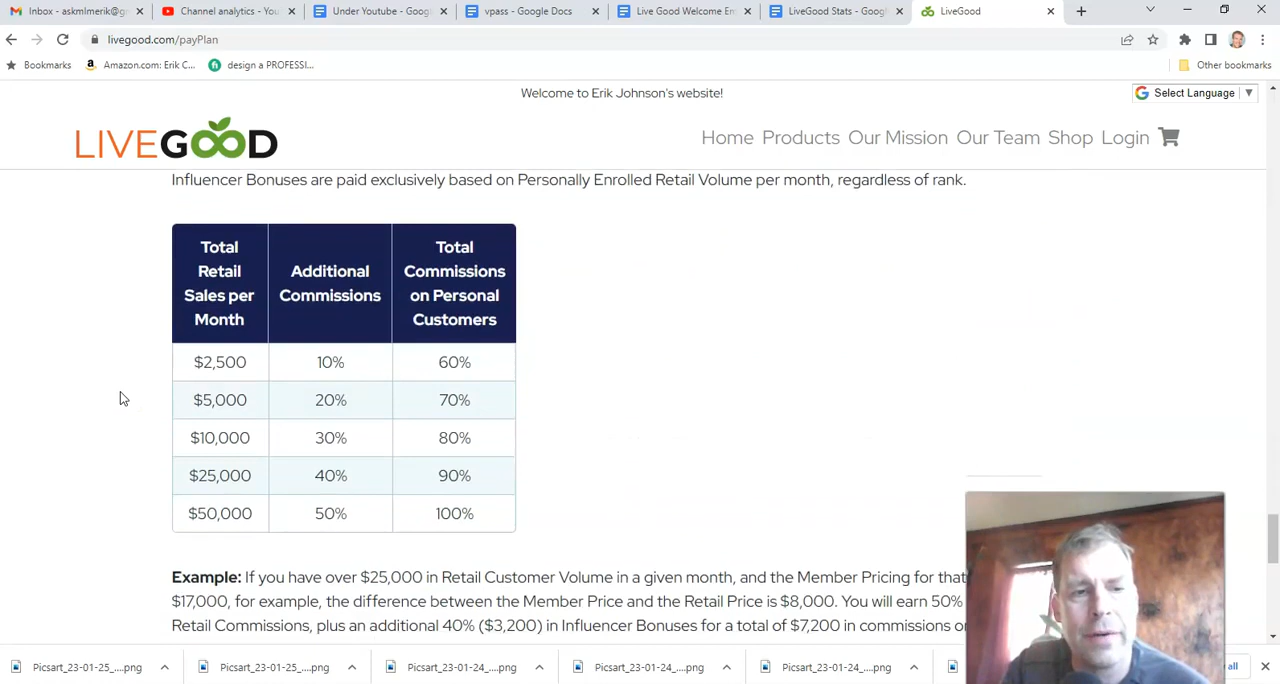 Inbox - askmlmerik@g
Channel analytics - You
Under Youtube - Goog
vpass - Google Docs
Live Good Welcome Em
LiveGood Stats - Goog
LiveGood
livegood.com/payPlan
Bookmarks
Amazon.com: Erik C...
design a PROFESSI...
Other bookmarks
Welcome to Erik Johnson's website!
Select Language
LIVEGOOD
Home Products Our Mission Our Team Shop Login
Influencer Bonuses are paid exclusively based on Personally Enrolled Retail Volume per month, regardless of rank.
Total Retail Sales per Month
Additional Commissions
Total Commissions on Personal Customers
$2,500 10% 60%
$5,000 20% 70%
$10,000 30% 80%
$25,000 40% 90%
$50,000 50% 100%
Example: If you have over $25,000 in Retail Customer Volume in a given month, and the Member Pricing for that
$17,000, for example, the difference between the Member Price and the Retail Price is $8,000. You will earn 50%
Retail Commissions, plus an additional 40% ($3,200) in Influencer Bonuses for a total of $7,200 in commissions
Picsart_23-01-25_....png
Picsart_23-01-25_....png
Picsart_23-01-24_....png
Picsart_23-01-24_....png
Picsart_23-01-24_....png
all